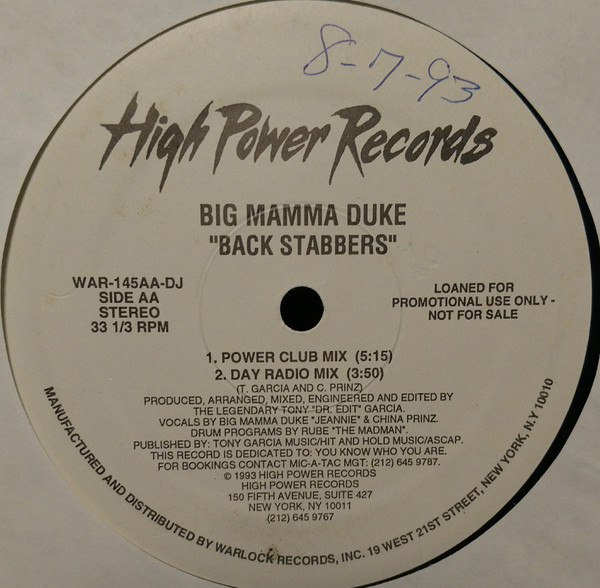 8-7-93
High Power Records
BIG MAMMA DUKE
"BACK STABBERS"
WAR-145AA-DJ
SIDE AA
STEREO
33 1/3 RPM
LOANED FOR
PROMOTIONAL USE ONLY -
NOT FOR SALE
1. POWER CLUB MIX (5:15)
2. DAY RADIO MIX (3:50)
(T. GARCIA AND C. PRINZ)
PRODUCED, ARRANGED, MIXED, ENGINEERED AND EDITED BY
THE LEGENDARY TONY "DR. EDIT" GARCIA.
VOCALS BY BIG MAMMA DUKE "JEANNIE" & CHINA PRINZ.
DRUM PROGRAMS BY RUBE "THE MADMAN".
PUBLISHED BY: TONY GARCIA MUSIC/HIT AND HOLD MUSIC/ASCAP.
THIS RECORD IS DEDICATED TO: YOU KNOW WHO YOU ARE.
FOR BOOKINGS CONTACT MIC-A-TAC MGT: (212) 645 9787.
© 1993 HIGH POWER RECORDS
HIGH POWER RECORDS
150 FIFTH AVENUE, SUITE 427
NEW YORK, NY 10011
(212) 645 9767
MANUFACTURED AND DISTRIBUTED BY WARLOCK RECORDS, INC. 19 WEST 21ST STREET, NEW YORK, N.Y 10010